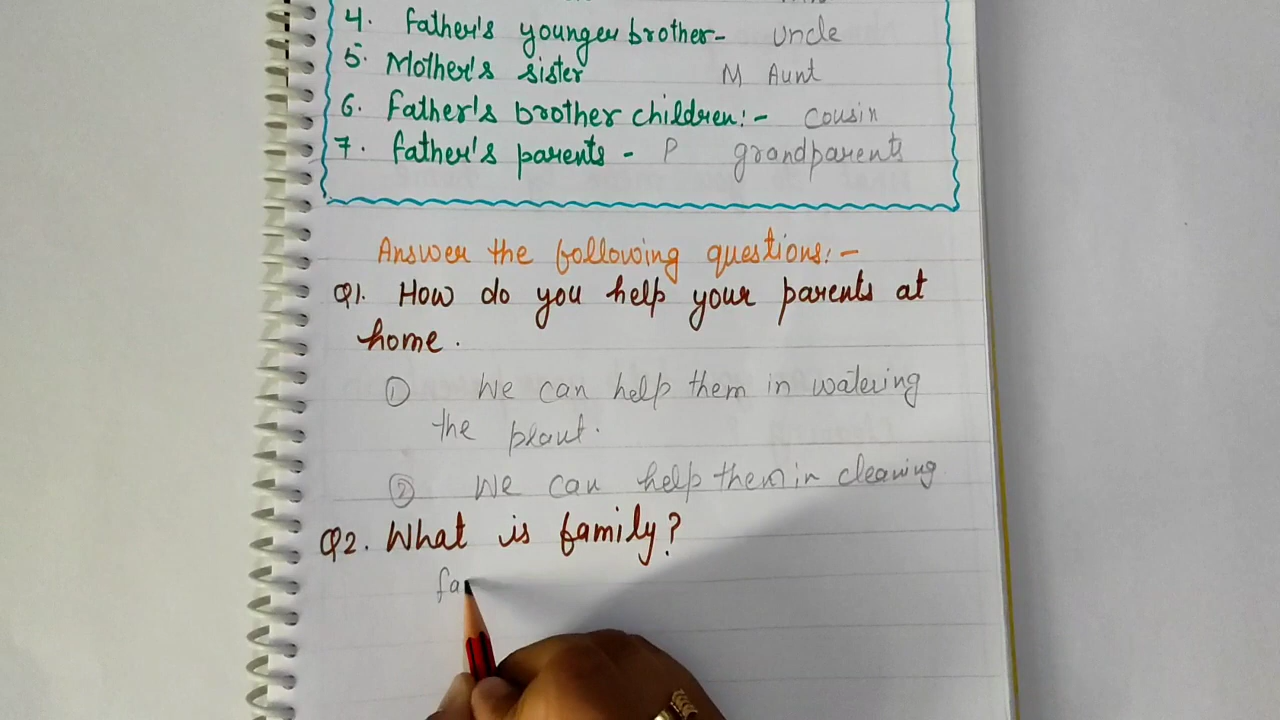 4. Father's younger brother- uncle
5. Mother's sister M Aunt
6. Father's brother children:- cousin
7. father's parents - P grandparents
Answer the following questions:-
Q1. How do you help your parents at
home.
① We can help them in watering
the plant.
② We can help them in cleaning
Q2. What is family?
fa